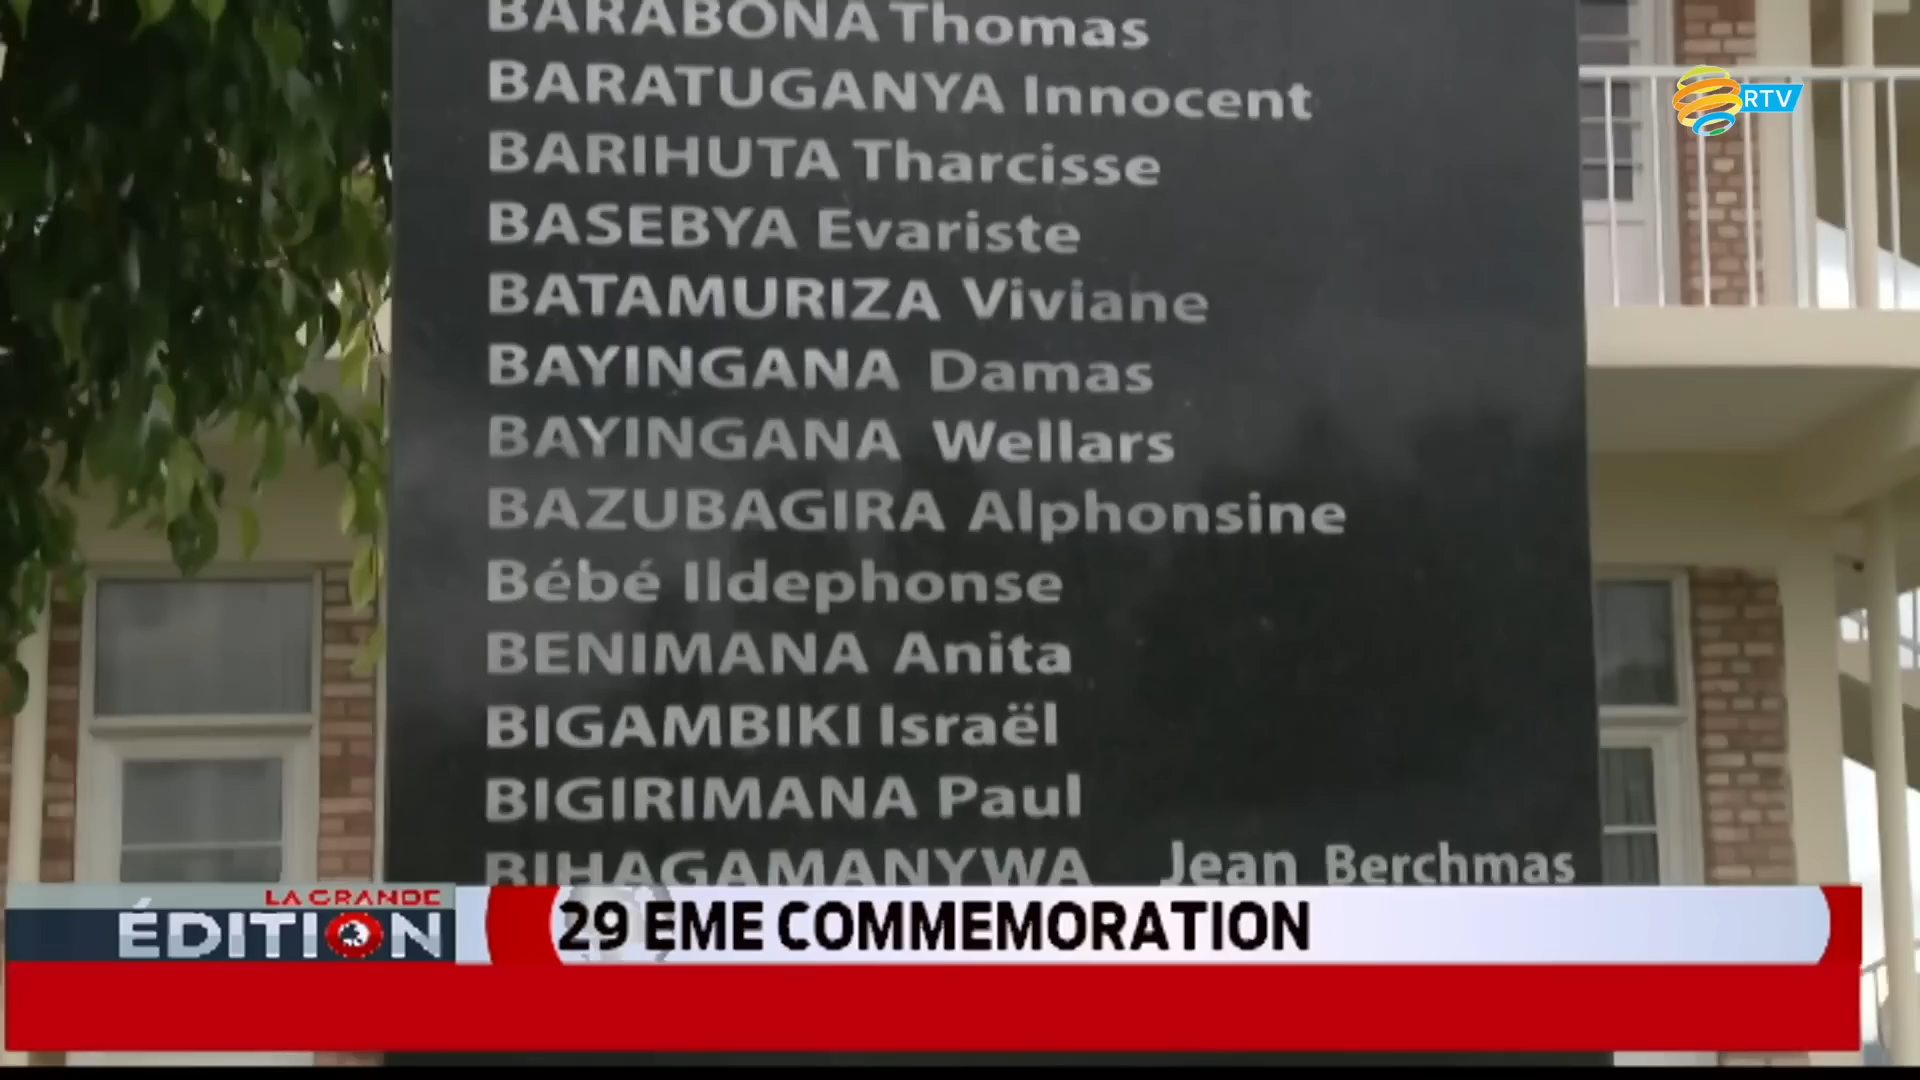 BARABONA Thomas
BARATUGANYA Innocent
RTV
BARIHUTA Tharcisse
BASEBYA Evariste
BATAMURIZA Viviane
BAYINGANA Damas
BAYINGANA Wellars
BAZUBAGIRA Alphonsine
Bébé Ildephonse
BENIMANA Anita
BIGAMBIKI Israël
BIGIRIMANA Paul
BIHAGAMANYWA Jean Berchmas
LA GRANDE
ÉDITION
29 EME COMMEMORATION